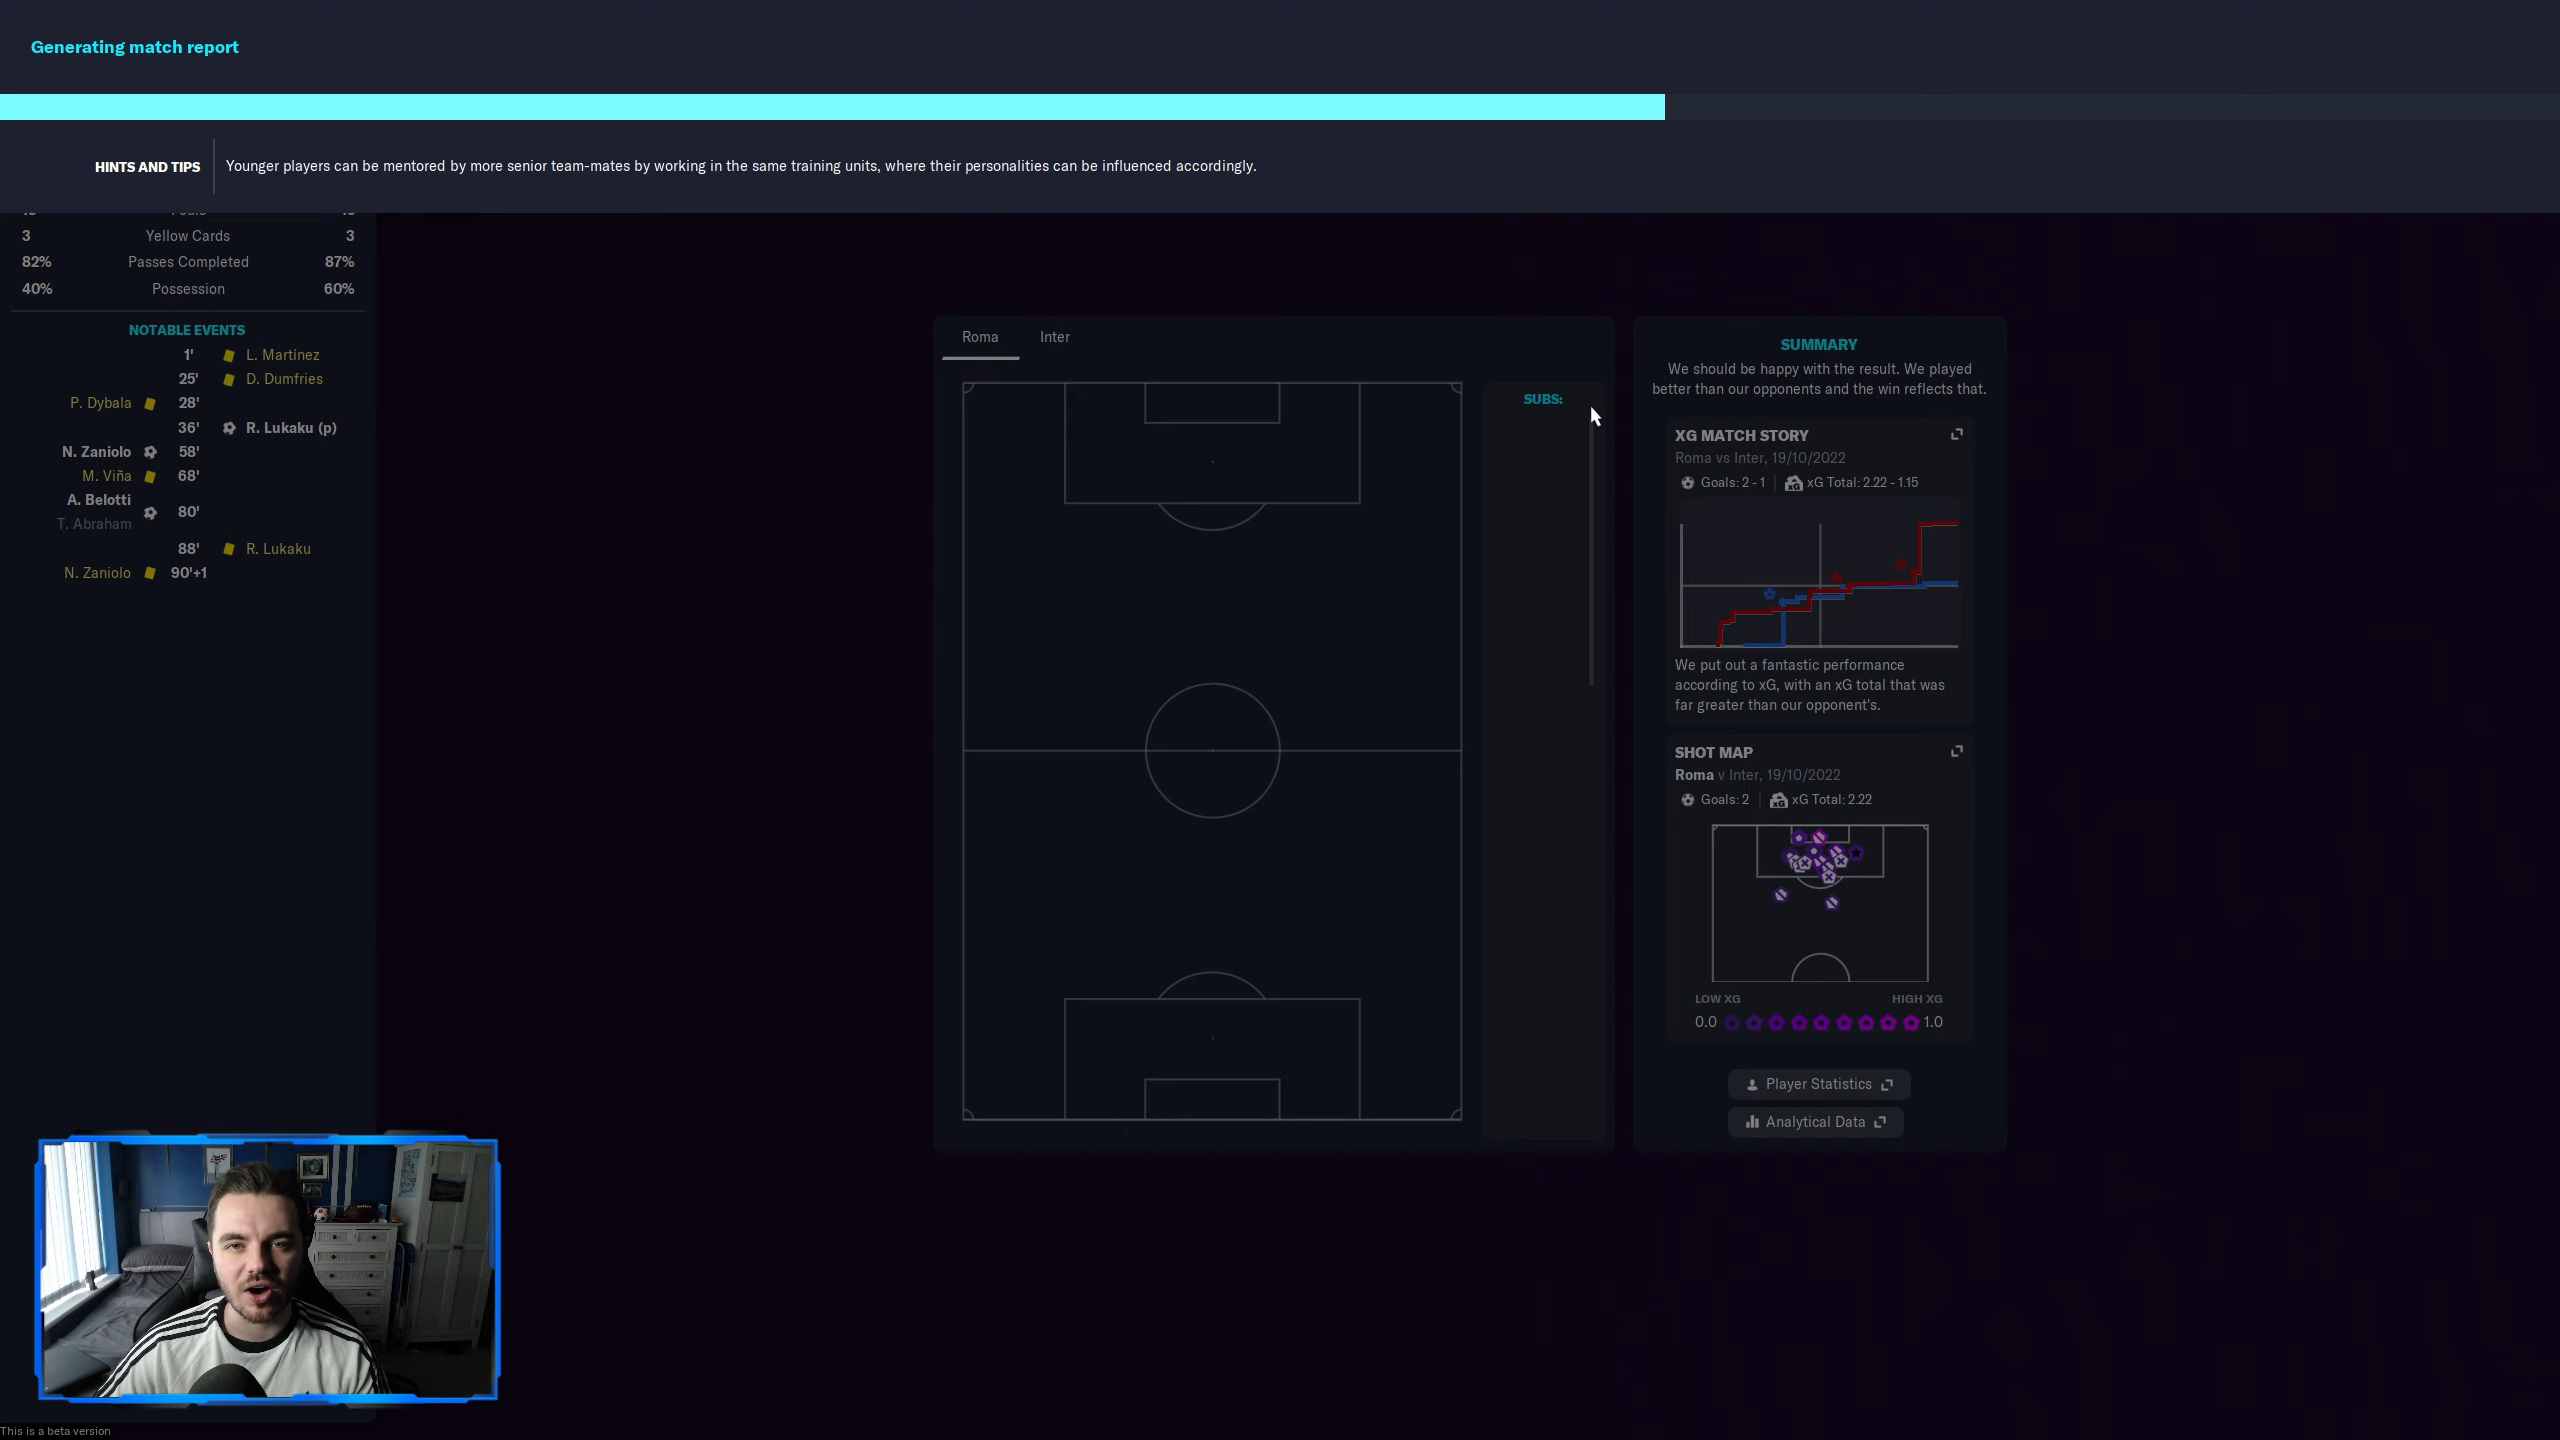 Generating match report
HINTS AND TIPS
Younger players can be mentored by more senior team-mates by working in the same training units, where their personalities can be influenced accordingly.
3 Yellow Cards 3
82% Passes Completed 87%
40% Possession 60%
NOTABLE EVENTS
1' L. Martínez
25' D. Dumfries
P. Dybala 28'
36' R. Lukaku (p)
N. Zaniolo 58'
M. Viña 68'
A. Belotti
T. Abraham
80'
88' R. Lukaku
N. Zaniolo 90'+1
Roma Inter
SUBS:
SUMMARY
We should be happy with the result. We played
better than our opponents and the win reflects that.
XG MATCH STORY
Roma vs Inter, 19/10/2022
Goals: 2 - 1 xG Total: 2.22 - 1.15
We put out a fantastic performance
according to xG, with an xG total that was
far greater than our opponent's.
SHOT MAP
Roma v Inter, 19/10/2022
Goals: 2 xG Total: 2.22
LOW XG HIGH XG
0.0 1.0
Player Statistics
Analytical Data
This is a beta version